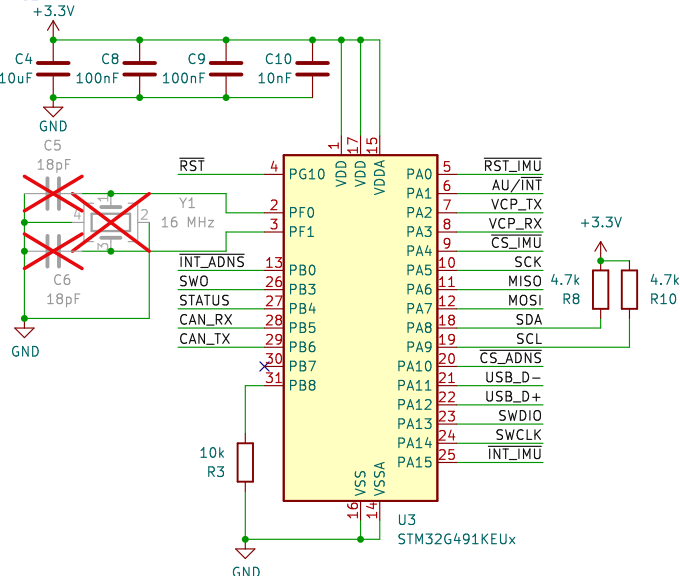 +3.3V
C4
10uF
C8
100nF
C9
100nF
C10
10nF
GND
C5
18pF
Y1
16 MHz
1
2
3
4
C6
18pF
GND
RST 4 PG10
2 PF0
3 PF1
INT_ADNS 13 PB0
SWO 26 PB3
STATUS 27 PB4
CAN_RX 28 PB5
CAN_TX 29 PB6
30 PB7
31 PB8
10k
R3
GND
1 VDD
17 VDD
15 VDDA
PA0 5 RST_IMU
PA1 6 AU/INT
PA2 7 VCP_TX
PA3 8 VCP_RX
PA4 9 CS_IMU
PA5 10 SCK
PA6 11 MISO
PA7 12 MOSI
PA8 18 SDA
PA9 19 SCL
PA10 20 CS_ADNS
PA11 21 USB_D-
PA12 22 USB_D+
PA13 23 SWDIO
PA14 24 SWCLK
PA15 25 INT_IMU
VSS 16
VSSA 14
U3
STM32G491KEUx
+3.3V
4.7k
R8
4.7k
R10